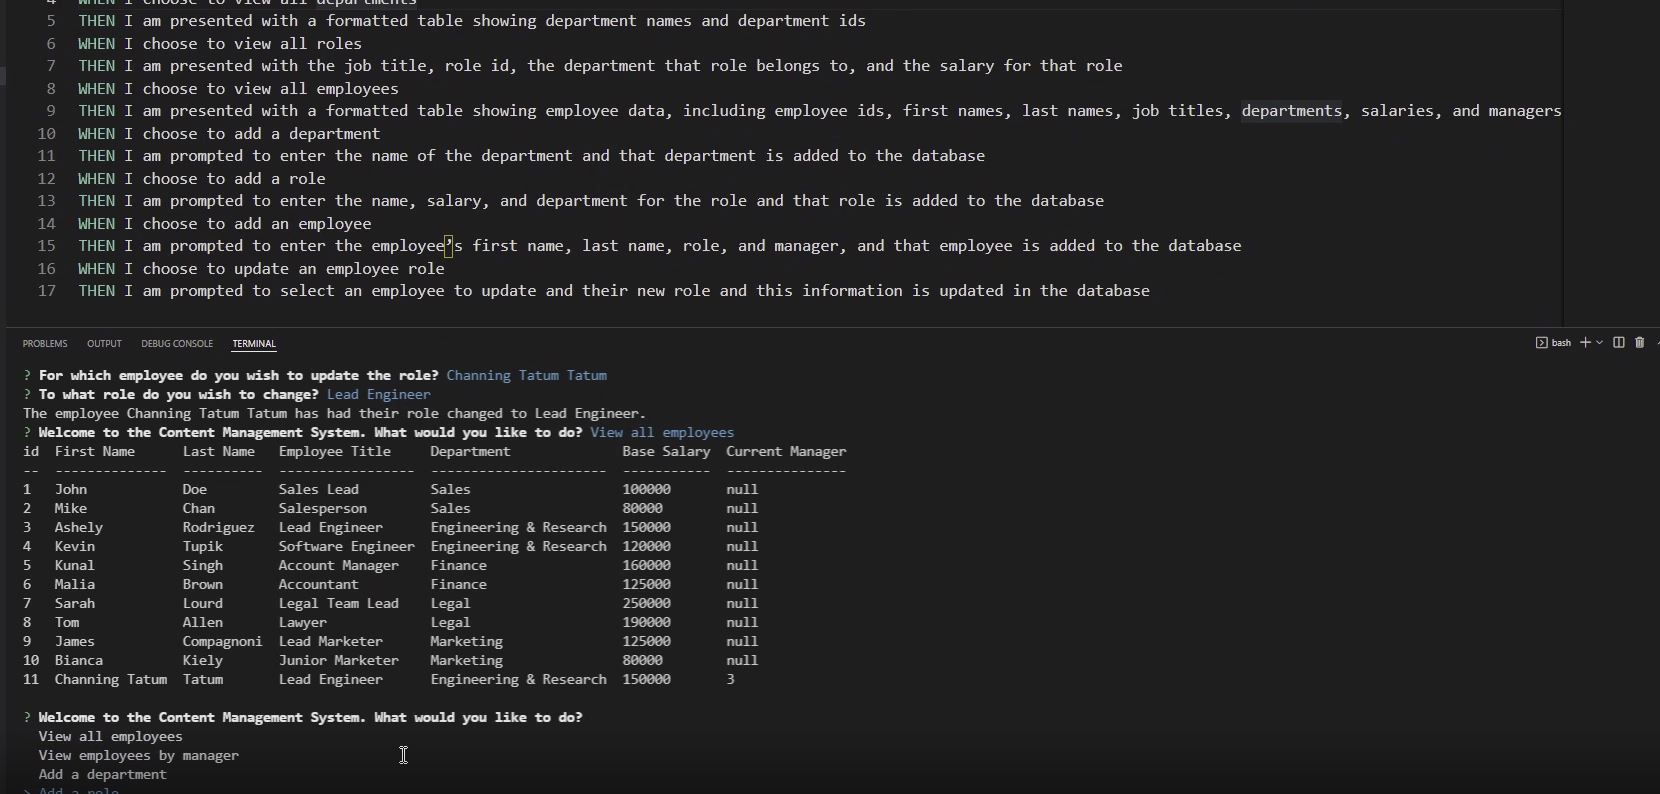 4 WHEN I choose to view all departments
5 THEN I am presented with a formatted table showing department names and department ids
6 WHEN I choose to view all roles
7 THEN I am presented with the job title, role id, the department that role belongs to, and the salary for that role
8 WHEN I choose to view all employees
9 THEN I am presented with a formatted table showing employee data, including employee ids, first names, last names, job titles, departments, salaries, and managers
10 WHEN I choose to add a department
11 THEN I am prompted to enter the name of the department and that department is added to the database
12 WHEN I choose to add a role
13 THEN I am prompted to enter the name, salary, and department for the role and that role is added to the database
14 WHEN I choose to add an employee
15 THEN I am prompted to enter the employee’s first name, last name, role, and manager, and that employee is added to the database
16 WHEN I choose to update an employee role
17 THEN I am prompted to select an employee to update and their new role and this information is updated in the database
PROBLEMS OUTPUT DEBUG CONSOLE TERMINAL bash
? For which employee do you wish to update the role? Channing Tatum Tatum
? To what role do you wish to change? Lead Engineer
The employee Channing Tatum Tatum has had their role changed to Lead Engineer.
? Welcome to the Content Management System. What would you like to do? View all employees
id First Name Last Name Employee Title Department Base Salary Current Manager
-- -------------- ---------- ----------------- ---------------------- ----------- ---------------
1 John Doe Sales Lead Sales 100000 null
2 Mike Chan Salesperson Sales 80000 null
3 Ashely Rodriguez Lead Engineer Engineering & Research 150000 null
4 Kevin Tupik Software Engineer Engineering & Research 120000 null
5 Kunal Singh Account Manager Finance 160000 null
6 Malia Brown Accountant Finance 125000 null
7 Sarah Lourd Legal Team Lead Legal 250000 null
8 Tom Allen Lawyer Legal 190000 null
9 James Compagnoni Lead Marketer Marketing 125000 null
10 Bianca Kiely Junior Marketer Marketing 80000 null
11 Channing Tatum Tatum Lead Engineer Engineering & Research 150000 3
? Welcome to the Content Management System. What would you like to do?
View all employees
View employees by manager
Add a department
> Add a role